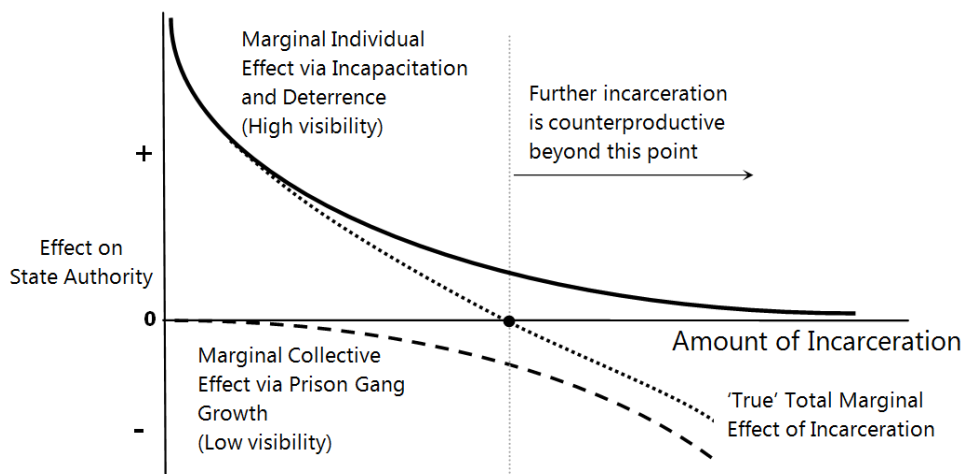 Marginal Individual
Effect via Incapacitation
and Deterrence
(High visibility)
Further incarceration
is counterproductive
beyond this point
+
Effect on
State Authority
0
Amount of Incarceration
Marginal Collective
Effect via Prison Gang
Growth
(Low visibility)
-
‘True’ Total Marginal
Effect of Incarceration